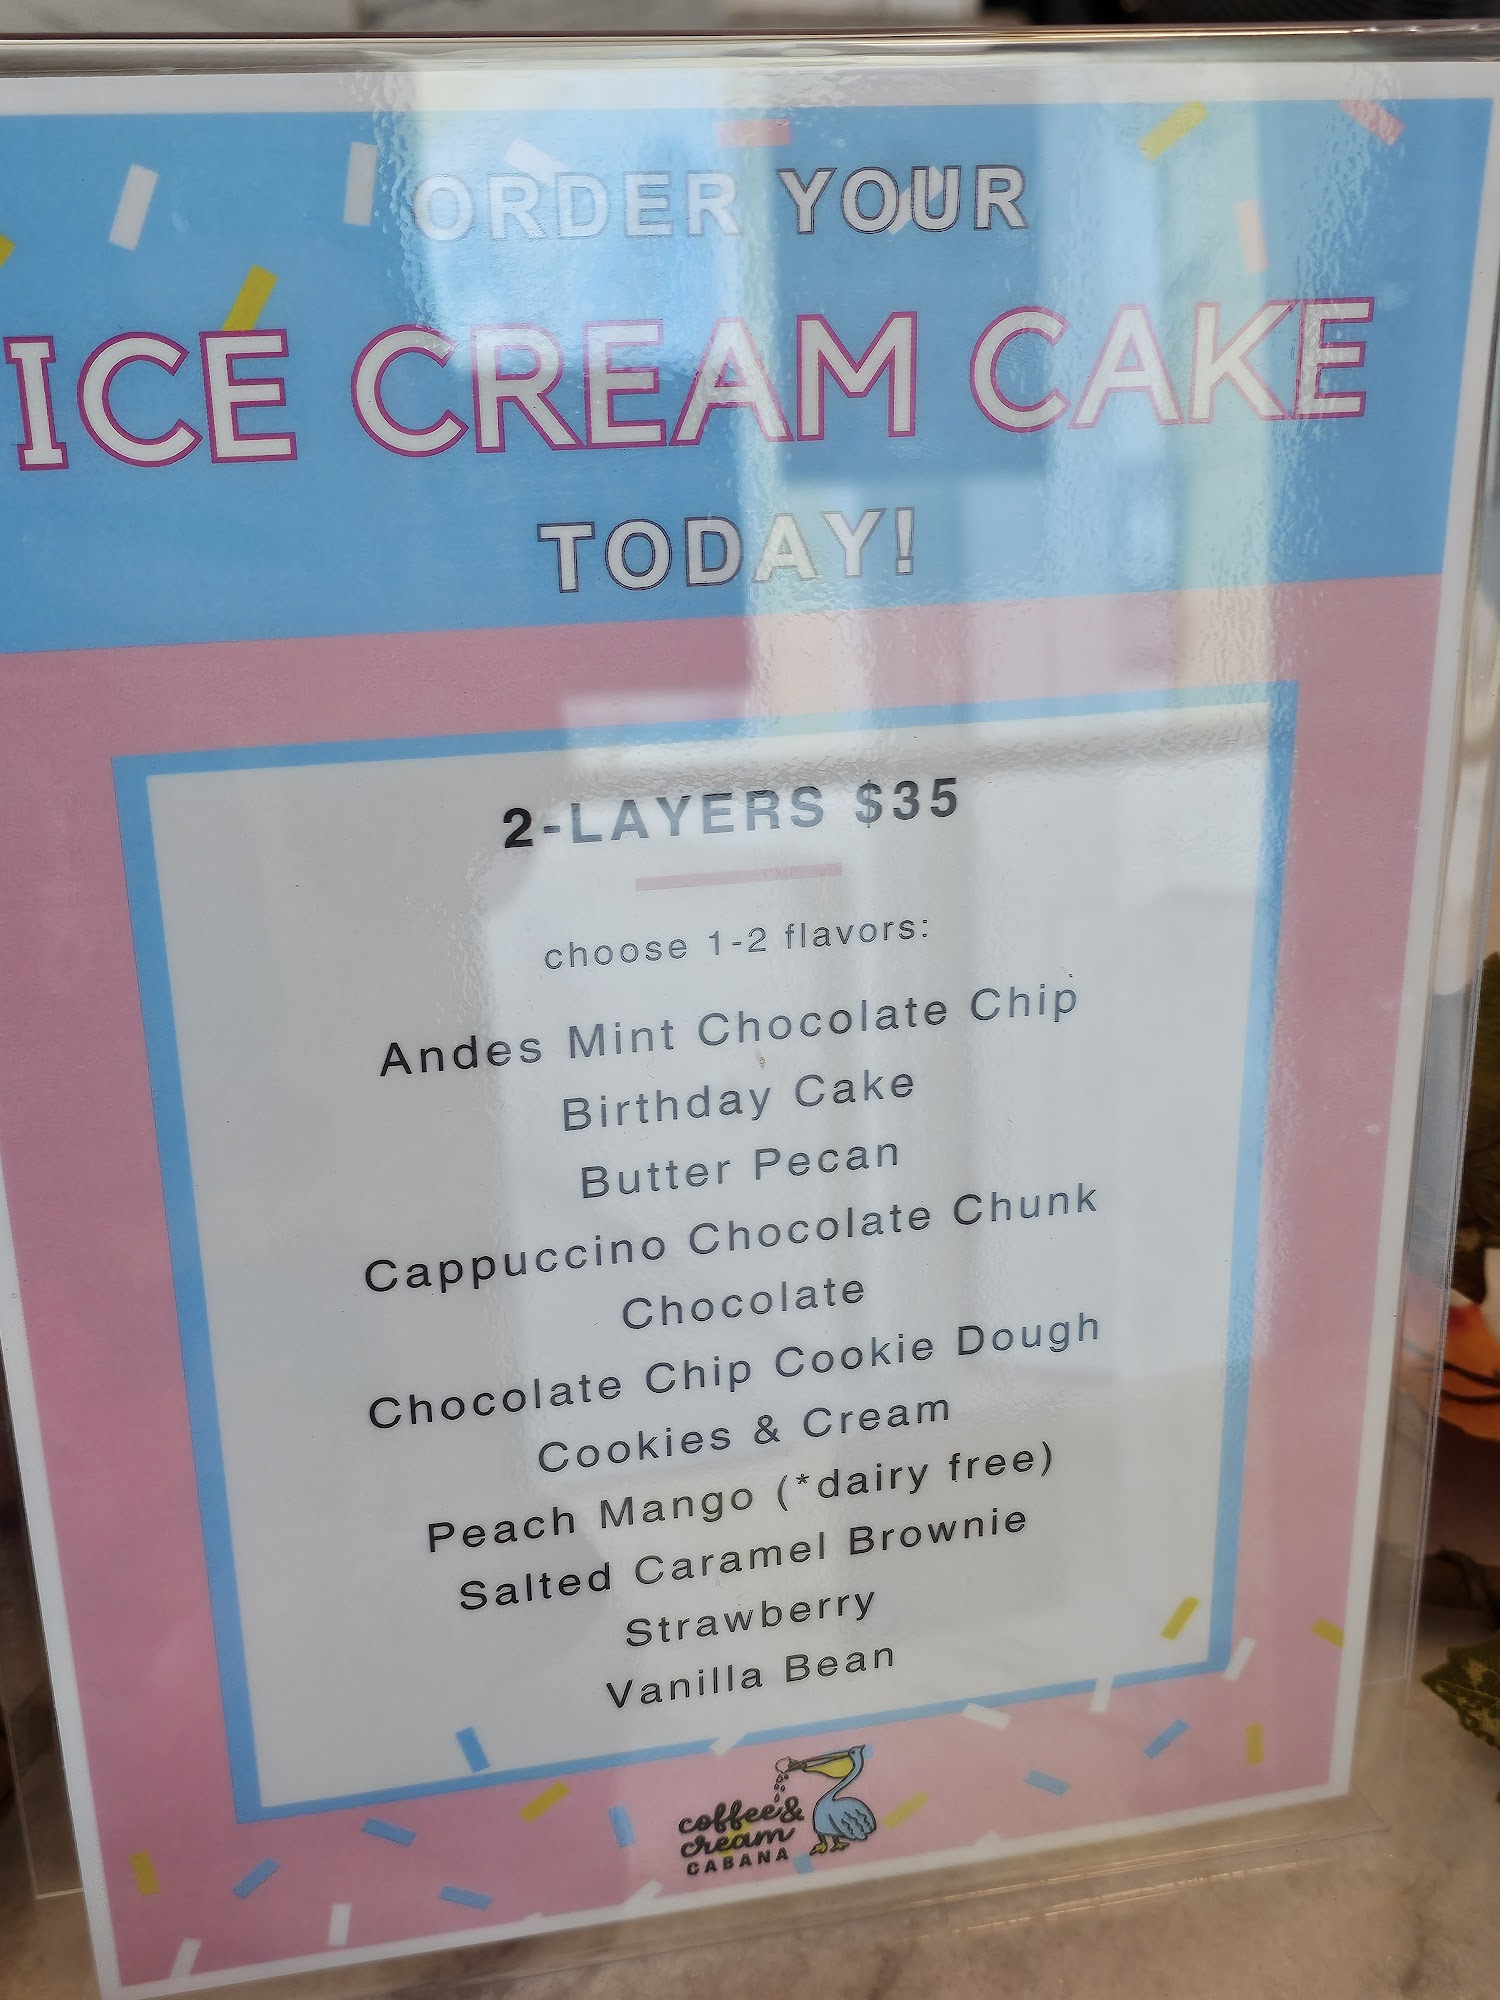 ORDER YOUR
ICE CREAM CAKE
TODAY!
2-LAYERS $35
choose 1-2 flavors:
Andes Mint Chocolate Chip
Birthday Cake
Butter Pecan
Cappuccino Chocolate Chunk
Chocolate
Chocolate Chip Cookie Dough
Cookies & Cream
Peach Mango (*dairy free)
Salted Caramel Brownie
Strawberry
Vanilla Bean
coffee &
cream
CABANA